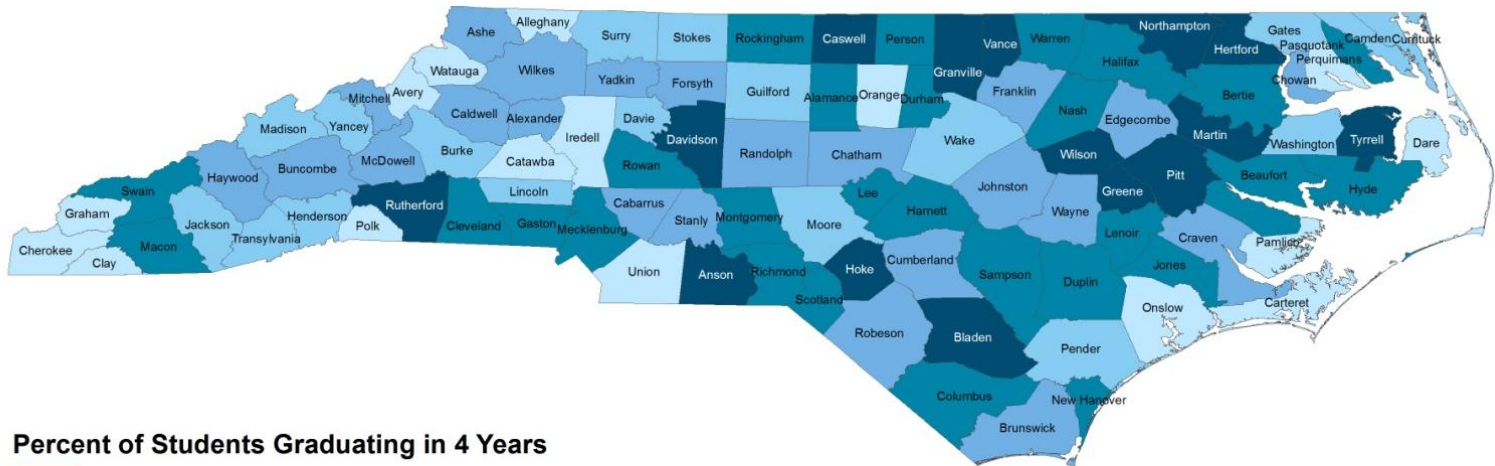 Alleghany
Ashe
Surry
Stokes
Rockingham
Caswell
Person
Vance
Warren
Northampton
Gates
Hertford
Pasquotank
Camden
Currituck
Perquimans
Chowan
Halifax
Granville
Watauga
Wilkes
Yadkin
Forsyth
Guilford
Alamance
Orange
Durham
Franklin
Nash
Bertie
Avery
Mitchell
Caldwell
Alexander
Iredell
Davie
Davidson
Edgecombe
Martin
Washington
Tyrrell
Dare
Madison
Yancey
Burke
Catawba
Rowan
Randolph
Chatham
Wake
Wilson
Haywood
Buncombe
McDowell
Pitt
Beaufort
Hyde
Swain
Lincoln
Johnston
Greene
Graham
Jackson
Henderson
Rutherford
Cleveland
Gaston
Mecklenburg
Cabarrus
Stanly
Montgomery
Moore
Lee
Harnett
Wayne
Lenoir
Craven
Pamlico
Cherokee
Macon
Transylvania
Polk
Clay
Union
Anson
Richmond
Scotland
Hoke
Cumberland
Sampson
Duplin
Jones
Onslow
Carteret
Robeson
Bladen
Pender
Columbus
New Hanover
Brunswick
Percent of Students Graduating in 4 Years